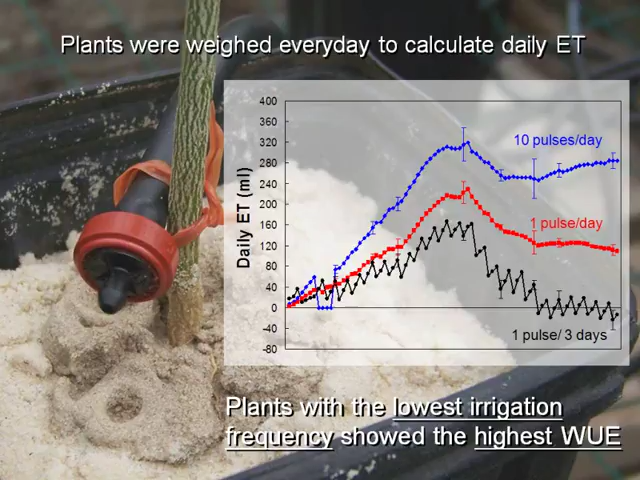 Plants were weighed everyday to calculate daily ET
400
360
320
280
240
200
160
120
80
40
0
-40
-80
Daily ET (ml)
10 pulses/day
1 pulse/day
1 pulse/ 3 days
Plants with the lowest irrigation
frequency showed the highest WUE